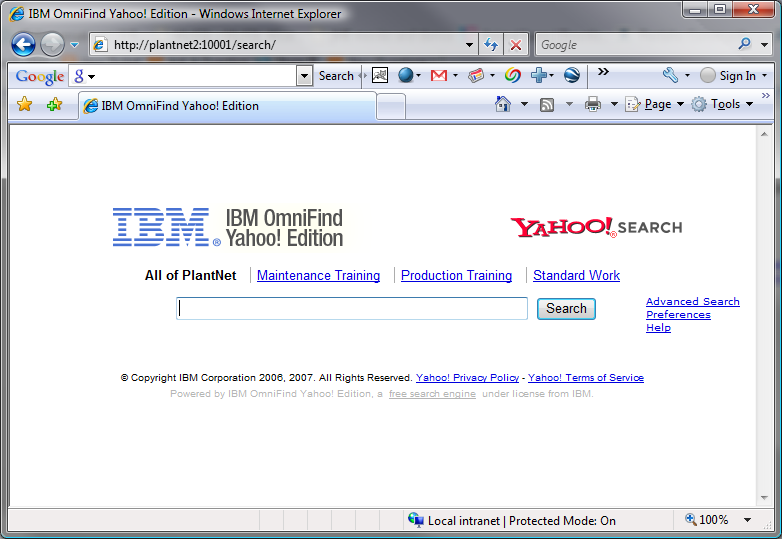 IBM OmniFind Yahoo! Edition - Windows Internet Explorer
http://plantnet2:10001/search/
Google
Google g Search » Sign In
IBM OmniFind Yahoo! Edition
Page Tools »
IBM® IBM OmniFind
Yahoo! Edition
YAHOO!® SEARCH
All of PlantNet | Maintenance Training | Production Training | Standard Work
Search
Advanced Search
Preferences
Help
© Copyright IBM Corporation 2006, 2007. All Rights Reserved. Yahoo! Privacy Policy - Yahoo! Terms of Service
Powered by IBM OmniFind Yahoo! Edition, a free search engine under license from IBM.
Local intranet | Protected Mode: On
100%